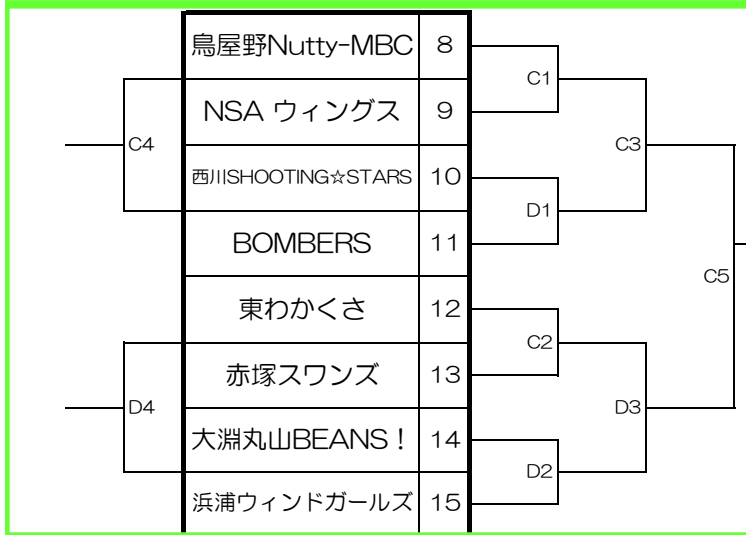 鳥屋野Nutty-MBC 8
C1
NSA ウィングス 9
C4
C3
西川SHOOTING☆STARS 10
D1
BOMBERS 11
C5
東わかくさ 12
C2
赤塚スワンズ 13
D4
D3
大淵丸山BEANS！ 14
D2
浜浦ウィンドガールズ 15